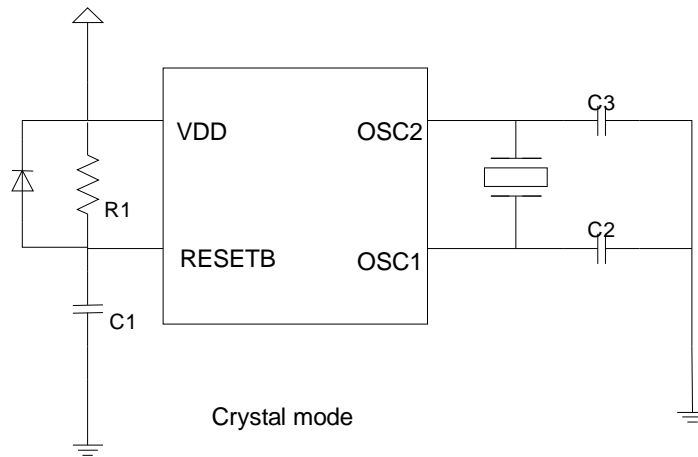 C3
VDD
OSC2
R1
C2
RESETB
OSC1
C1
Crystal mode